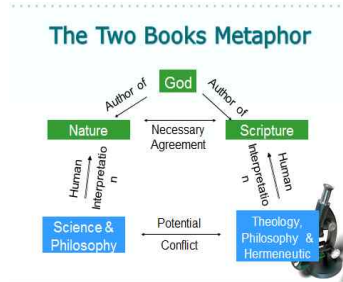 The Two Books Metaphor
God
Author of
Author of
Nature
Necessary
Agreement
Scripture
Human
Interpretatio
n
Interpretatio
n
Human
Science &
Philosophy
Potential
Conflict
Theology,
Philosophy &
Hermeneutic